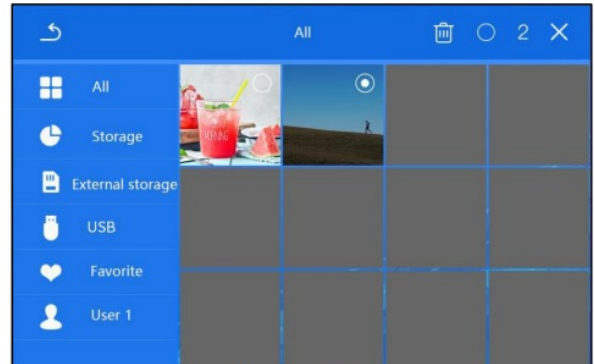 All
2
All
Storage
External storage
USB
Favorite
User 1